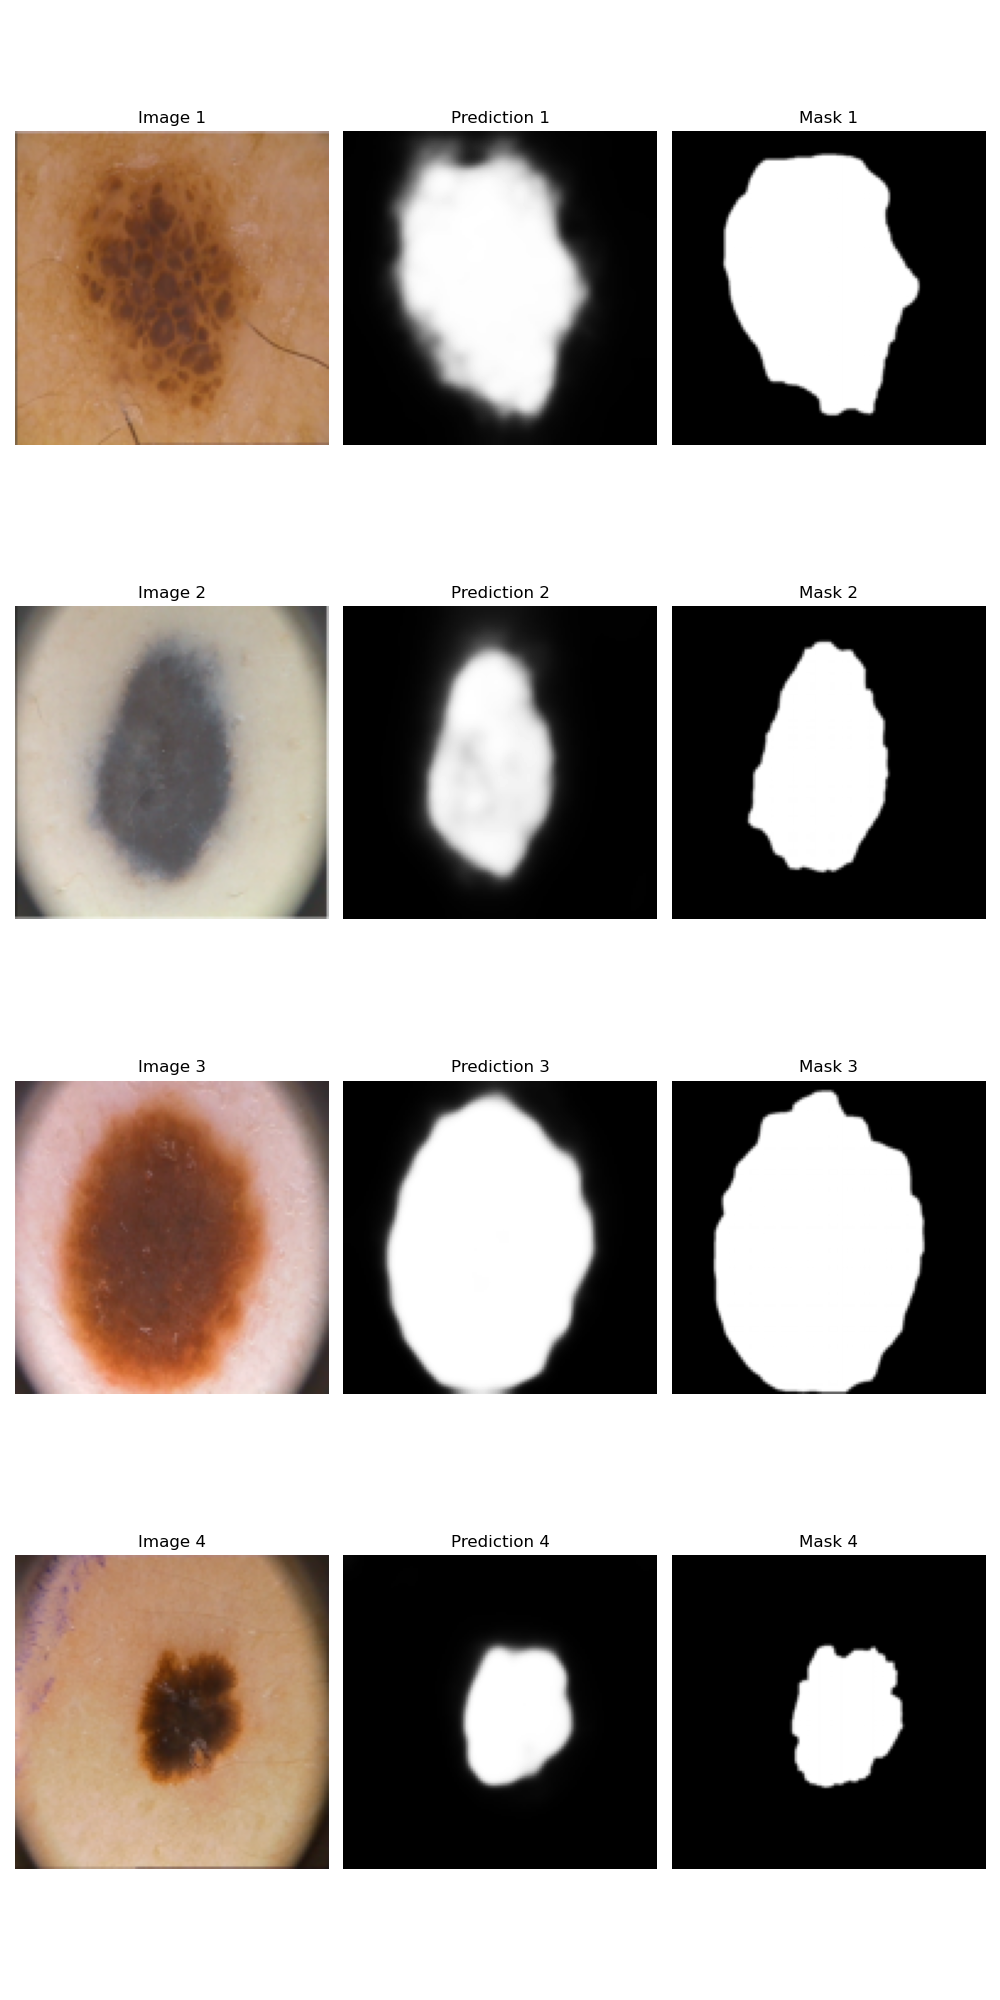 Image 1
Prediction 1
Mask 1
Image 2
Prediction 2
Mask 2
Image 3
Prediction 3
Mask 3
Image 4
Prediction 4
Mask 4